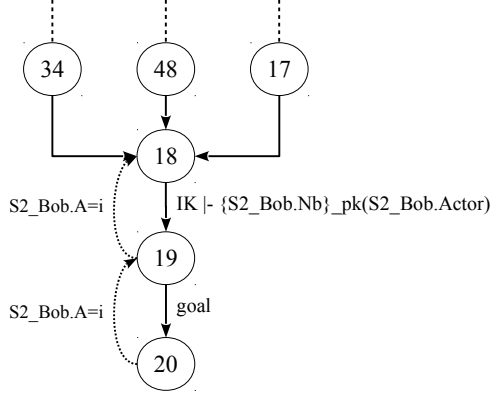 34 48 17
18
S2_Bob.A=i
IK |- {S2_Bob.Nb}_pk(S2_Bob.Actor)
19
S2_Bob.A=i
goal
20